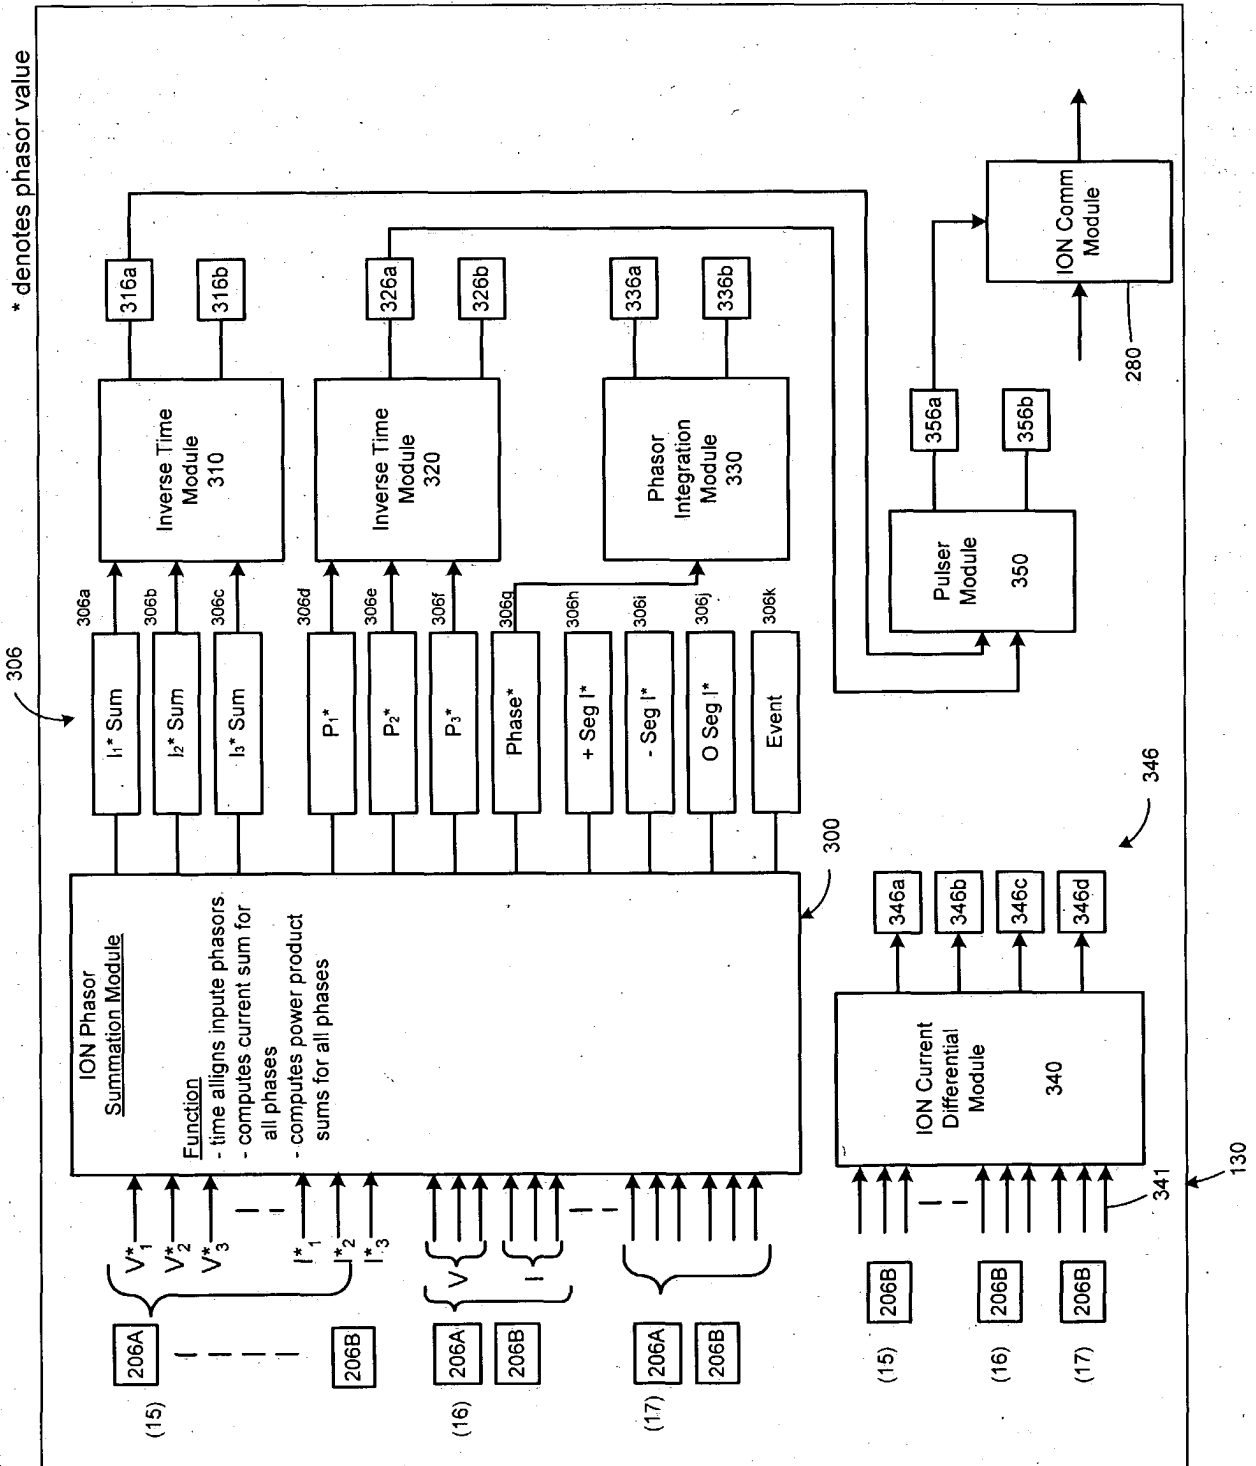 * denotes phasor value
306
(15)
206A
206B
V*1
V*2
V*3
I*1
I*2
I*3
(16)
206A
206B
V
I
(17)
206A
206B
ION Phasor
Summation Module
Function
- time alligns inpute phasors
- computes current sum for
all phases
- computes power product
sums for all phases
300
I1* Sum
306a
I2* Sum
306b
I3* Sum
306c
P1*
306d
P2*
306e
P3*
306f
Phase*
306g
+ Seg I*
306h
- Seg I*
306i
O Seg I*
306j
Event
306k
Inverse Time
Module
310
316a
316b
Inverse Time
Module
320
326a
326b
Phasor
Integration
Module
330
336a
336b
(15)
206B
(16)
206B
(17)
206B
341
130
ION Current
Differential
Module
340
346a
346b
346c
346d
346
Pulser
Module
350
356a
356b
ION Comm
Module
280